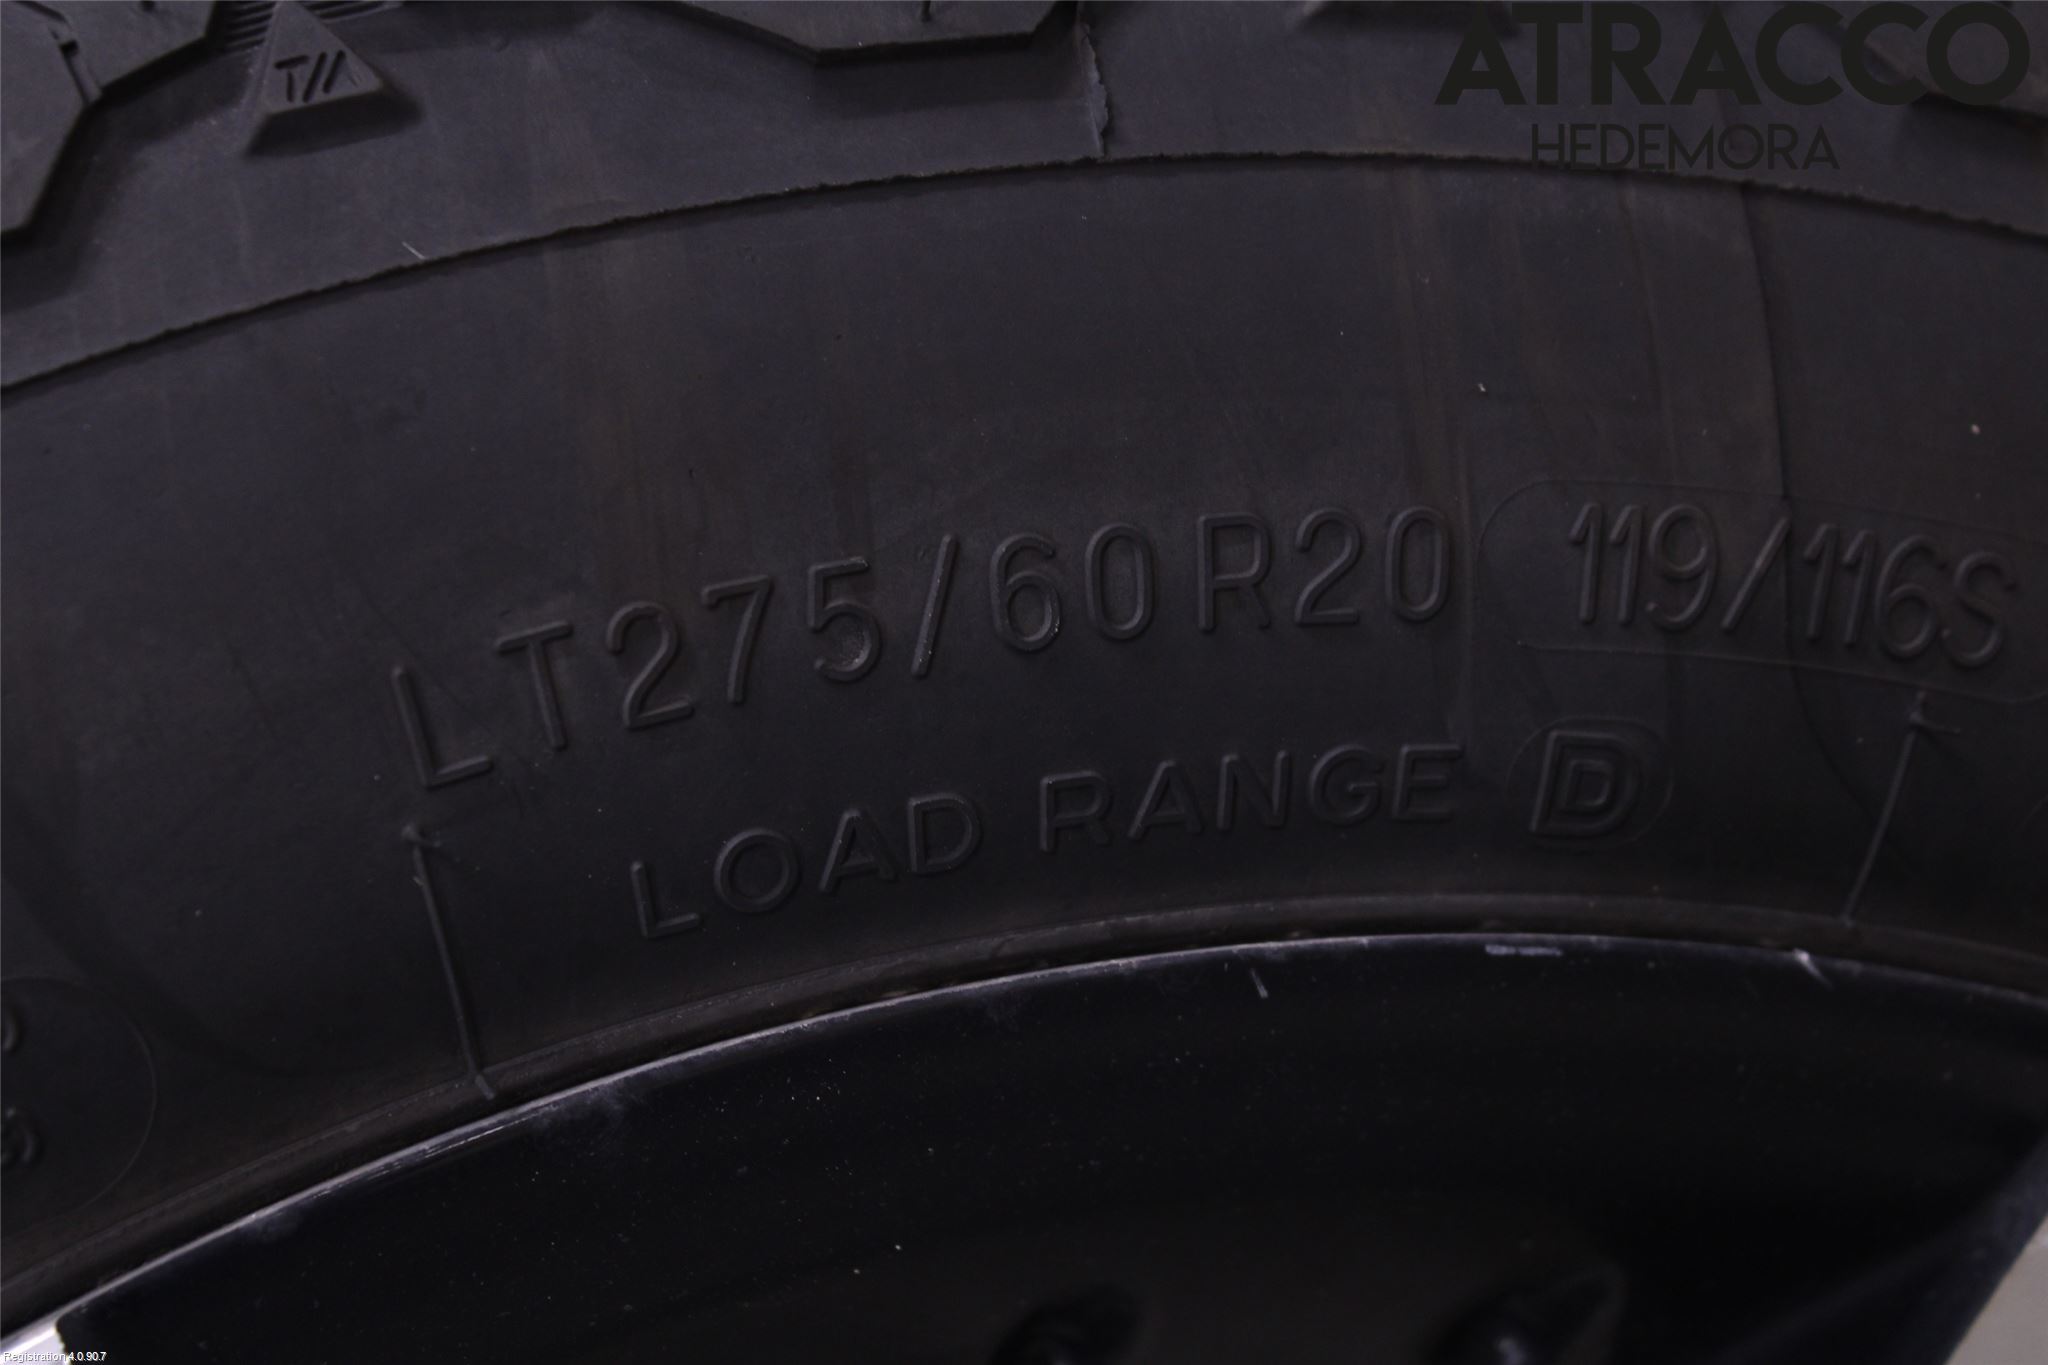 ATRACCO
HEDEMORA
T/A
LT275/60R20 119/116S
LOAD RANGE D
Registration 4.0.90.7